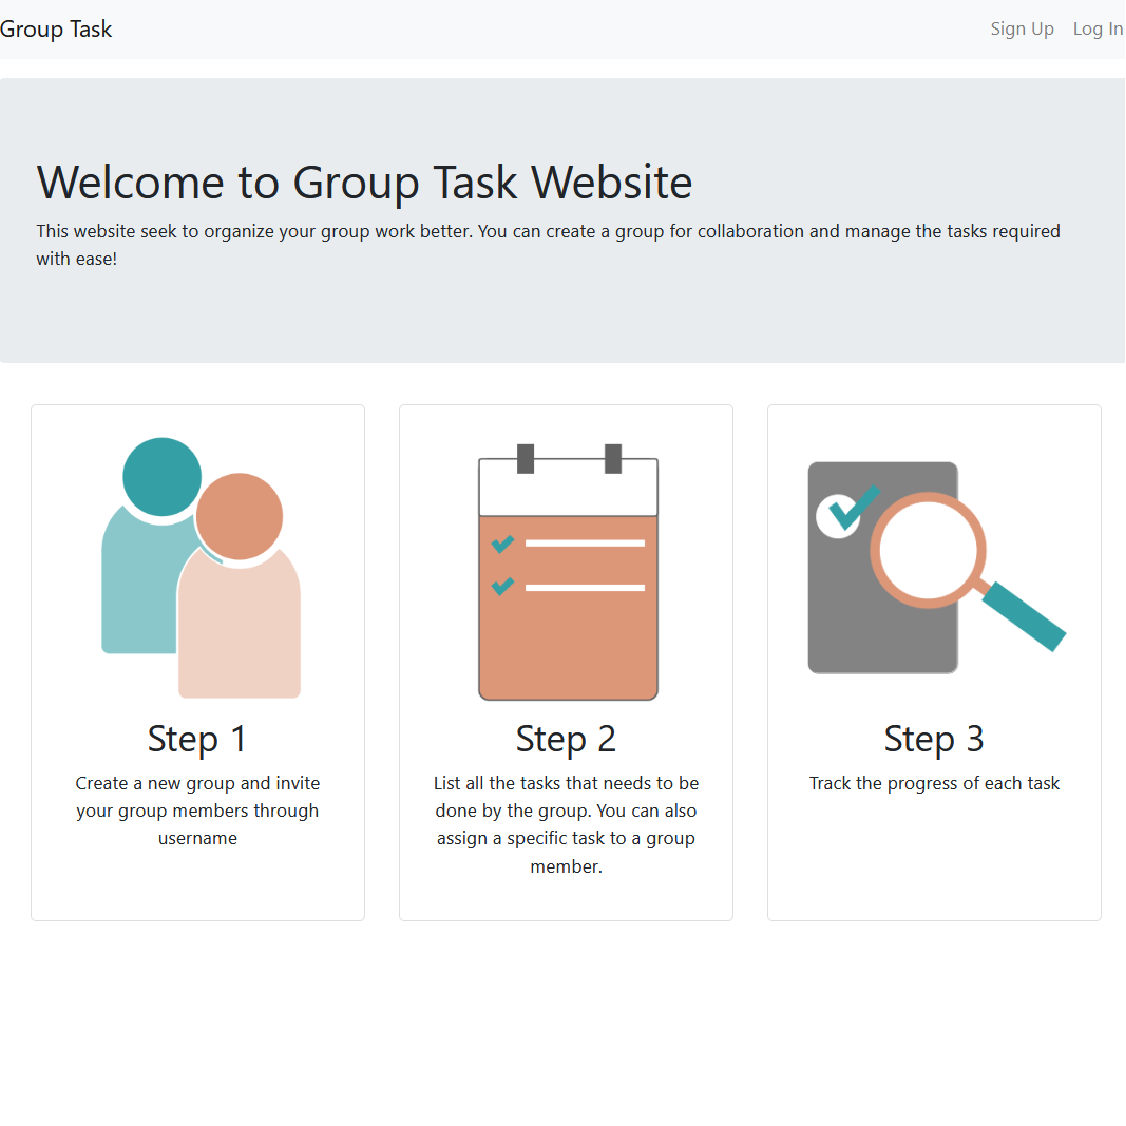 Group Task
Sign Up
Log In
Welcome to Group Task Website
This website seek to organize your group work better. You can create a group for collaboration and manage the tasks required
with ease!
Step 1
Create a new group and invite
your group members through
username
Step 2
List all the tasks that needs to be
done by the group. You can also
assign a specific task to a group
member.
Step 3
Track the progress of each task